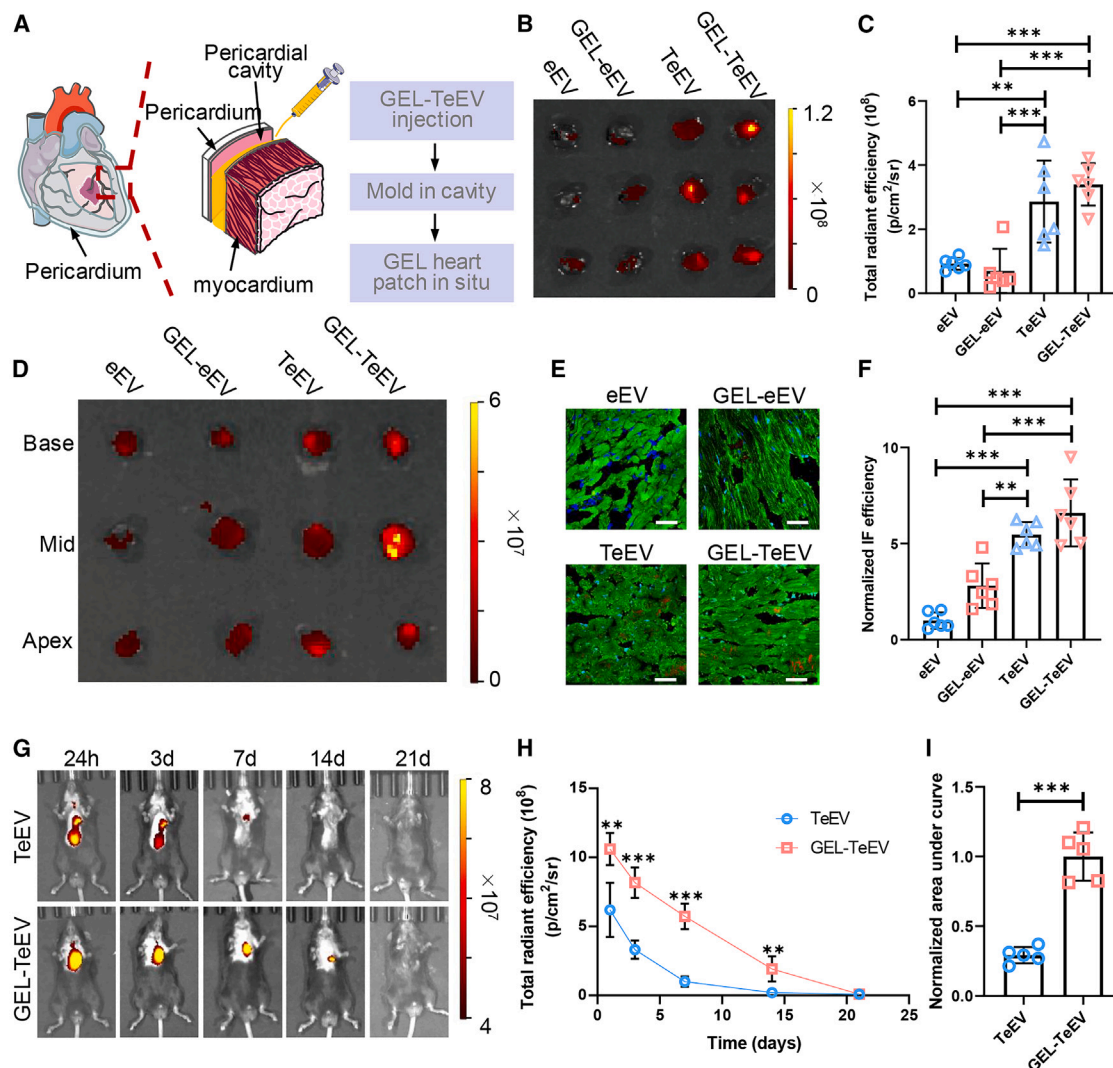 A
Pericardial
cavity
Pericardium
Pericardium
myocardium
GEL-TeEV
injection
Mold in cavity
GEL heart
patch in situ
B
eEV
GEL-eEV
TeEV
GEL-TeEV
1.2
×10⁸
0
C
***
***
**
***
Total radiant efficiency (10⁸)
(p/cm²/sr)
6
4
2
0
eEV
GEL-eEV
TeEV
GEL-TeEV
D
eEV
GEL-eEV
TeEV
GEL-TeEV
Base
Mid
Apex
6
×10⁷
0
E
eEV
GEL-eEV
TeEV
GEL-TeEV
F
***
***
***
**
Normalized IF efficiency
10
5
0
eEV
GEL-eEV
TeEV
GEL-TeEV
G
24h
3d
7d
14d
21d
TeEV
GEL-TeEV
8
×10⁷
4
H
Total radiant efficiency (10⁸)
(p/cm²/sr)
15
10
5
0
**
***
***
**
TeEV
GEL-TeEV
0
5
10
15
20
25
Time (days)
I
***
Normalized area under curve
1.5
1.0
0.5
0.0
TeEV
GEL-TeEV